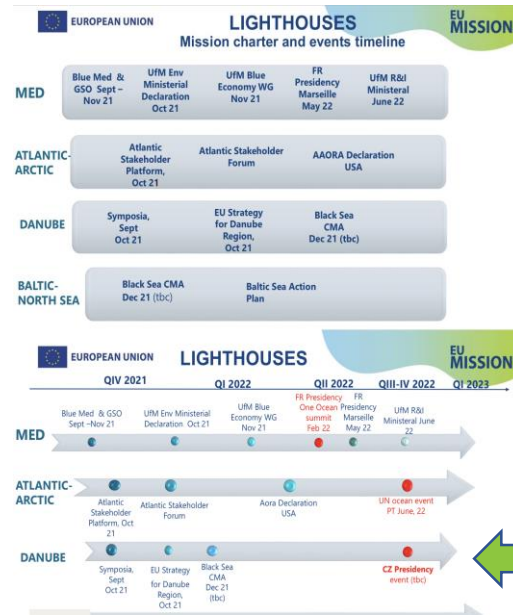 EUROPEAN UNION
LIGHTHOUSES
EU
MISSION
Mission charter and events timeline
MED
Blue Med &
GSO Sept –
Nov 21
UfM Env
Ministerial
Declaration
Oct 21
UfM Blue
Economy WG
Nov 21
FR
Presidency
Marseille
May 22
UfM R&I
Ministeral
June 22
ATLANTIC-
ARCTIC
Atlantic
Stakeholder
Platform,
Oct 21
Atlantic Stakeholder
Forum
AAORA Declaration
USA
DANUBE
Symposia,
Sept
Oct 21
EU Strategy
for Danube
Region,
Oct 21
Black Sea
CMA
Dec 21 (tbc)
BALTIC-
NORTH SEA
Black Sea CMA
Dec 21 (tbc)
Baltic Sea Action
Plan
EUROPEAN UNION
LIGHTHOUSES
EU
MISSION
QIV 2021
QI 2022
QII 2022
QIII-IV 2022
QI 2023
MED
Blue Med & GSO
Sept –Nov 21
UfM Env Ministerial
Declaration Oct 21
UfM Blue
Economy WG
Nov 21
FR Presidency
One Ocean
summit
Feb 22
FR
Presidency
Marseille
May 22
UfM R&I
Ministeral June
22
ATLANTIC-
ARCTIC
Atlantic
Stakeholder
Platform, Oct
21
Atlantic Stakeholder
Forum
Aora Declaration
USA
UN ocean event
PT June, 22
DANUBE
Symposia,
Sept
Oct 21
EU Strategy
for Danube
Region,
Oct 21
Black Sea
CMA
Dec 21
(tbc)
CZ Presidency
event (tbc)